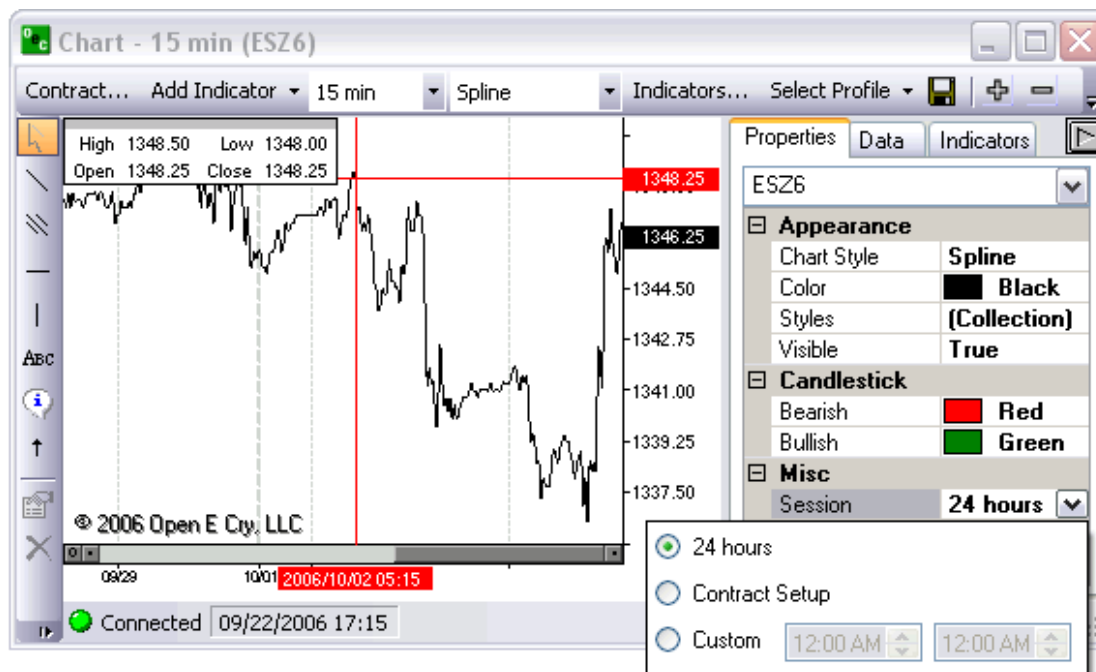 Oec Chart - 15 min (ESZ6)
Contract... Add Indicator 15 min Spline Indicators... Select Profile
High 1348.50 Low 1348.00
Open 1348.25 Close 1348.25
1348.25
1346.25
1344.50
1342.75
1341.00
1339.25
1337.50
ABC
© 2006 Open E Cry, LLC
09/29 10/01 2006/10/02 05:15
Connected 09/22/2006 17:15
Properties Data Indicators
ESZ6
Appearance
Chart Style Spline
Color Black
Styles (Collection)
Visible True
Candlestick
Bearish Red
Bullish Green
Misc
Session 24 hours
24 hours
Contract Setup
Custom 12:00 AM 12:00 AM